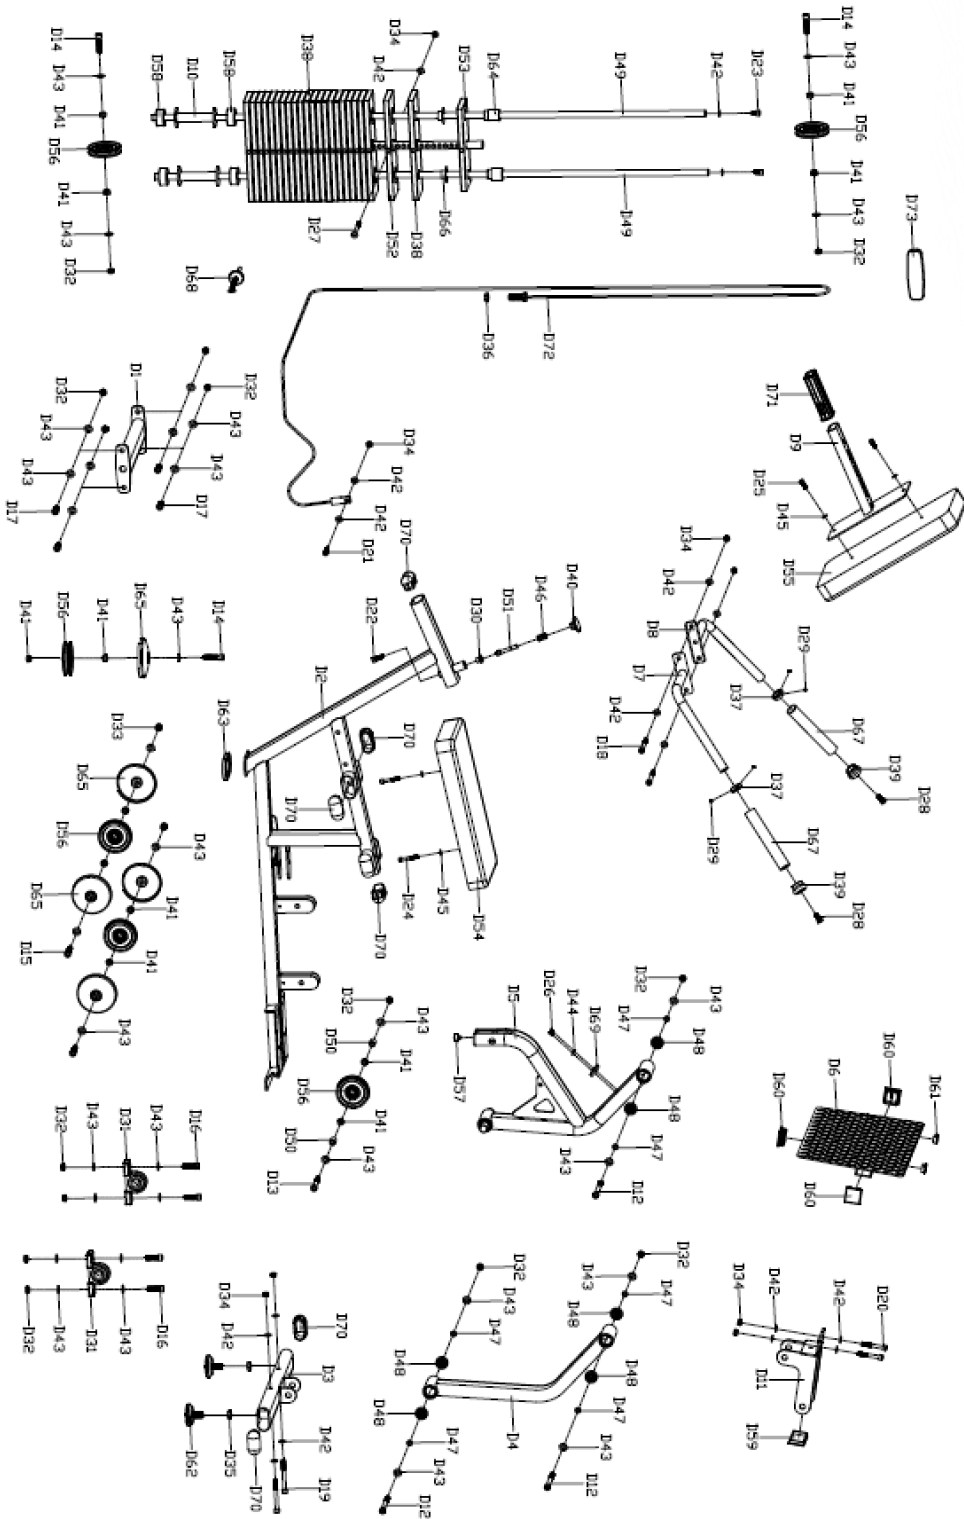 D14
D43
D41
D56
D41
D43
D32
D58
D10
D58
D38
D34
D42
D53
D64
D49
D42
D23
D27
D52
D38
D66
D49
D14
D43
D41
D56
D41
D43
D32
D73
D68
D36
D72
D32
D1
D32
D43
D43
D43
D43
D17
D17
D34
D42
D42
D21
D71
D9
D25
D45
D55
D34
D42
D8
D7
D42
D18
D29
D37
D67
D39
D28
D37
D29
D67
D39
D28
D70
D22
D30
D51
D46
D40
D2
D63
D70
D70
D24
D45
D54
D70
D41
D56
D41
D65
D43
D14
D33
D65
D56
D43
D65
D41
D15
D41
D43
D32
D43
D50
D41
D56
D41
D50
D43
D13
D5
D26
D44
D69
D32
D43
D47
D48
D57
D48
D47
D43
D12
D60
D6
D60
D61
D60
D32
D43
D31
D43
D16
D32
D43
D31
D43
D16
D34
D42
D70
D3
D62
D35
D70
D42
D19
D32
D43
D47
D48
D32
D43
D47
D48
D48
D47
D43
D12
D4
D48
D47
D43
D12
D34
D42
D42
D20
D11
D59